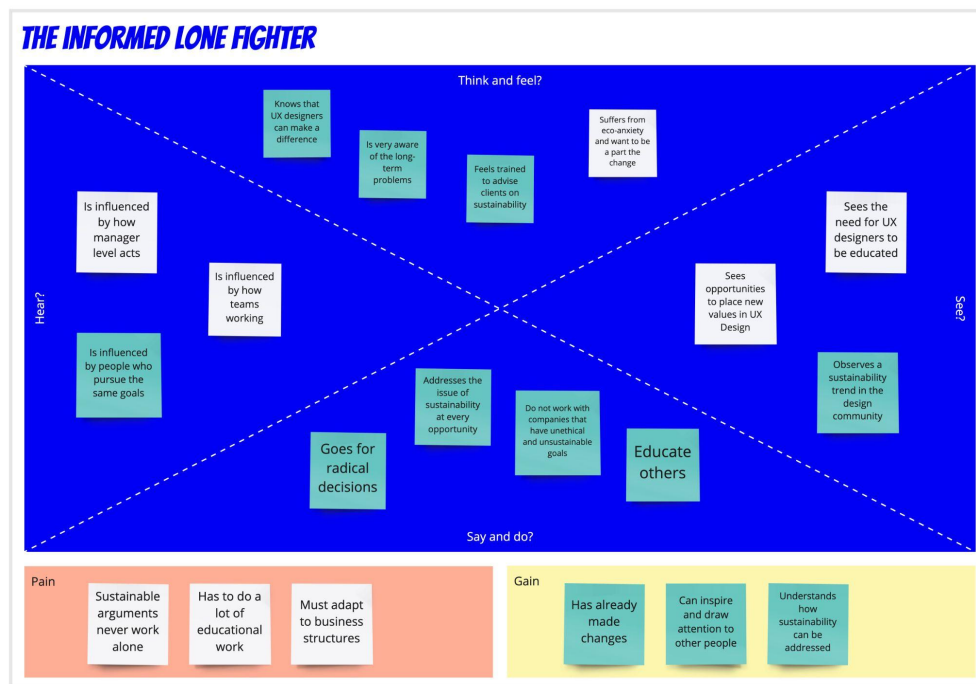 THE INFORMED LONE FIGHTER
Think and feel?
Knows that
UX designers
can make a
difference
Is very aware
of the long-
term
problems
Feels trained
to advise
clients on
sustainability
Suffers from
eco-anxiety
and want to be
a part the
change
Hear?
Is influenced
by how
manager
level acts
Is influenced
by how
teams
working
Is influenced
by people who
pursue the
same goals
See?
Sees the
need for UX
designers to
be educated
Sees
opportunities
to place new
values in UX
Design
Observes a
sustainability
trend in the
design
community
Goes for
radical
decisions
Addresses the
issue of
sustainability
at every
opportunity
Do not work with
companies that
have unethical
and unsustainable
goals
Educate
others
Say and do?
Pain
Sustainable
arguments
never work
alone
Has to do a
lot of
educational
work
Must adapt
to business
structures
Gain
Has already
made
changes
Can inspire
and draw
attention to
other people
Understands
how
sustainability
can be
addressed